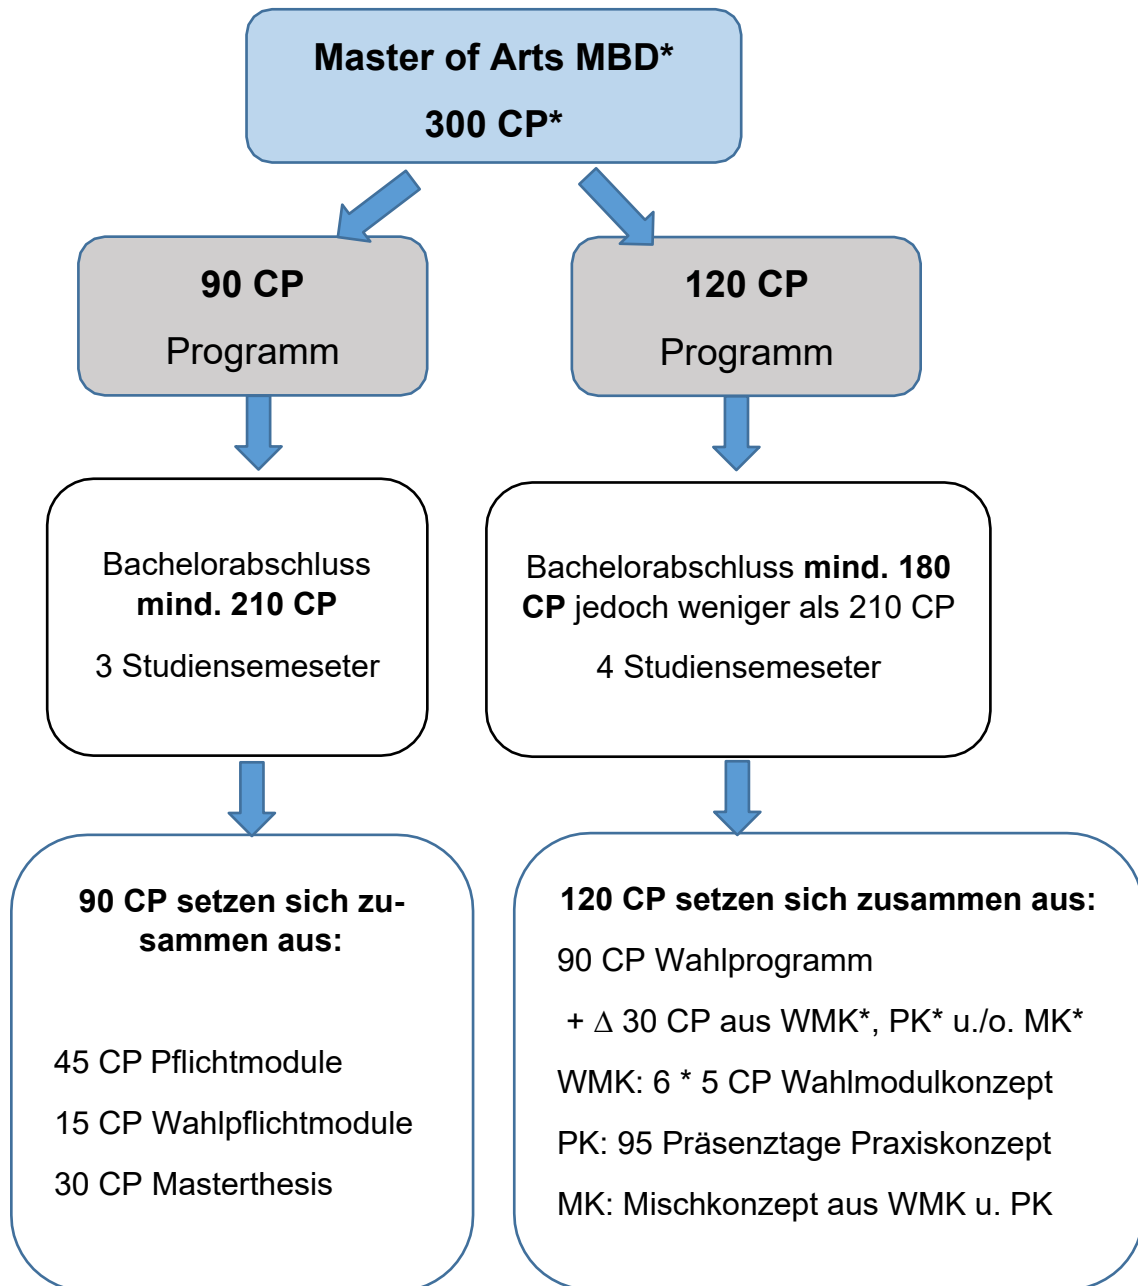 Master of Arts MBD*
300 CP*
90 CP
Programm
120 CP
Programm
Bachelorabschluss
mind. 210 CP
3 Studiensemeseter
Bachelorabschluss mind. 180
CP jedoch weniger als 210 CP
4 Studiensemeseter
90 CP setzen sich zu-
sammen aus:
45 CP Pflichtmodule
15 CP Wahlpflichtmodule
30 CP Masterthesis
120 CP setzen sich zusammen aus:
90 CP Wahlprogramm
+ Δ 30 CP aus WMK*, PK* u./o. MK*
WMK: 6 * 5 CP Wahlmodulkonzept
PK: 95 Präsenztage Praxiskonzept
MK: Mischkonzept aus WMK u. PK